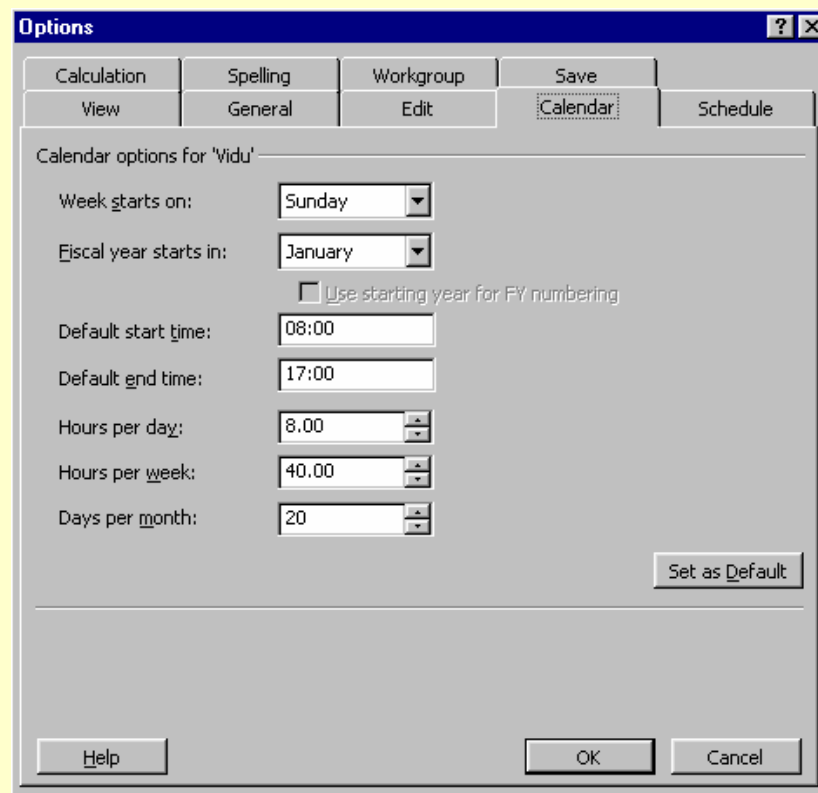 Options
Calculation Spelling Workgroup Save
View General Edit Calendar Schedule
Calendar options for 'Vidu'
Week starts on: Sunday
Fiscal year starts in: January
Use starting year for FY numbering
Default start time: 08:00
Default end time: 17:00
Hours per day: 8.00
Hours per week: 40.00
Days per month: 20
Set as Default
Help OK Cancel